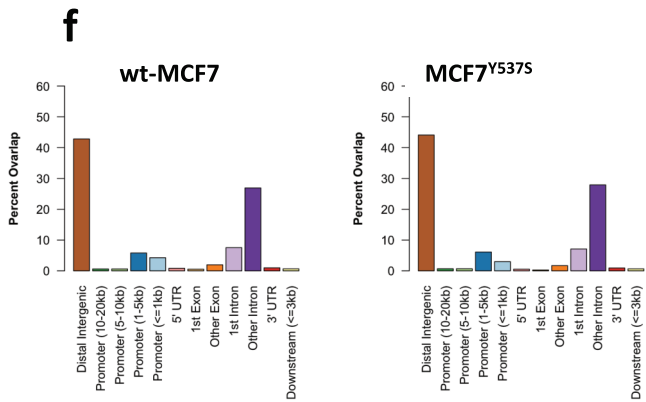 f
wt-MCF7
MCF7Y537S
Percent Ovarlap
60
50
40
30
20
10
0
Distal Intergenic
Promoter (10-20kb)
Promoter (5-10kb)
Promoter (1-5kb)
Promoter (<=1kb)
5' UTR
1st Exon
Other Exon
1st Intron
Other Intron
3' UTR
Downstream (<=3kb)
Percent Ovarlap
60
50
40
30
20
10
0
Distal Intergenic
Promoter (10-20kb)
Promoter (5-10kb)
Promoter (1-5kb)
Promoter (<=1kb)
5' UTR
1st Exon
Other Exon
1st Intron
Other Intron
3' UTR
Downstream (<=3kb)